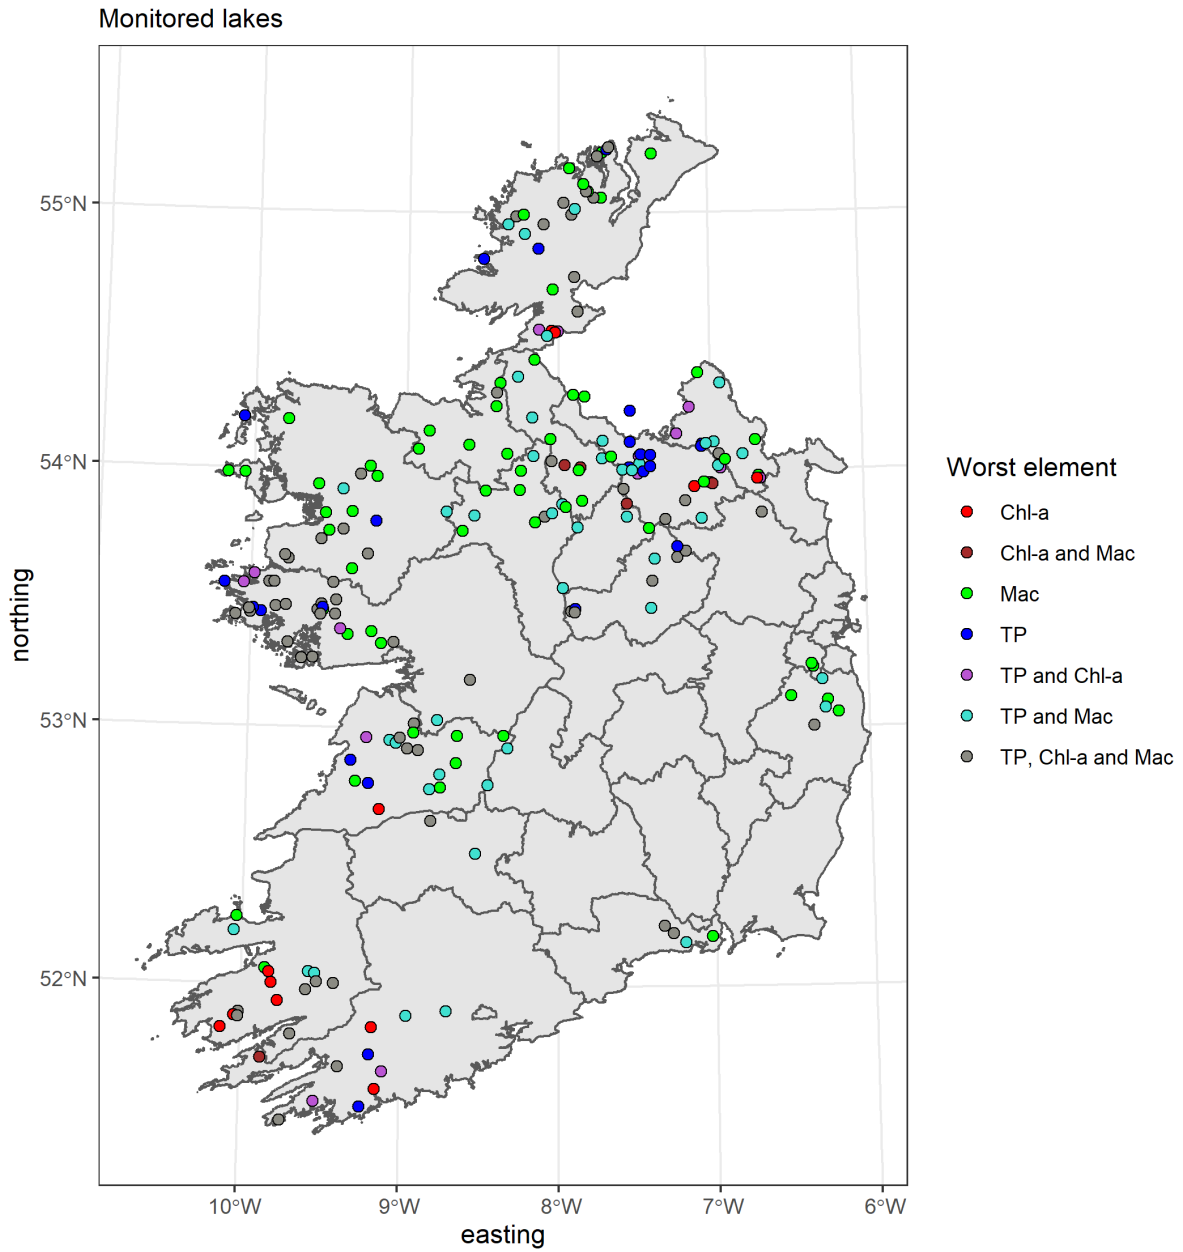 Monitored lakes
55°N
54°N
53°N
52°N
northing
10°W
9°W
8°W
7°W
6°W
easting
Worst element
Chl-a
Chl-a and Mac
Mac
TP
TP and Chl-a
TP and Mac
TP, Chl-a and Mac